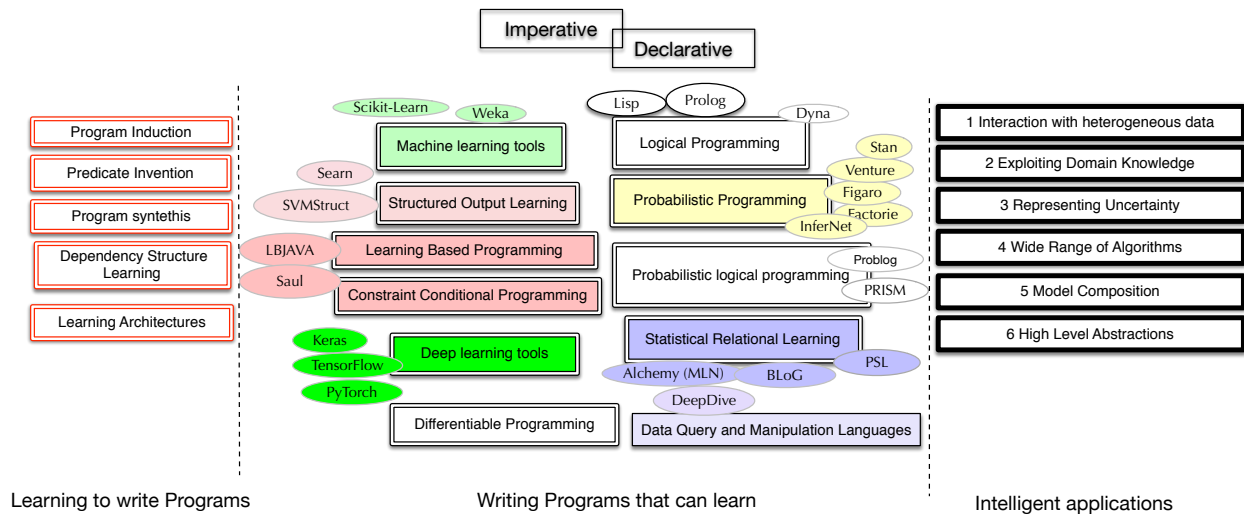 Imperative
Declarative
Program Induction
Predicate Invention
Program syntethis
Dependency Structure
Learning
Learning Architectures
Scikit-Learn
Weka
Machine learning tools
Searn
SVMStruct
Structured Output Learning
LBJAVA
Learning Based Programming
Saul
Constraint Conditional Programming
Keras
TensorFlow
PyTorch
Deep learning tools
Differentiable Programming
Lisp
Prolog
Dyna
Logical Programming
Stan
Venture
Figaro
Factorie
InferNet
Probabilistic Programming
Problog
PRISM
Probabilistic logical programming
Statistical Relational Learning
PSL
Alchemy (MLN)
BLoG
DeepDive
Data Query and Manipulation Languages
1 Interaction with heterogeneous data
2 Exploiting Domain Knowledge
3 Representing Uncertainty
4 Wide Range of Algorithms
5 Model Composition
6 High Level Abstractions
Learning to write Programs
Writing Programs that can learn
Intelligent applications